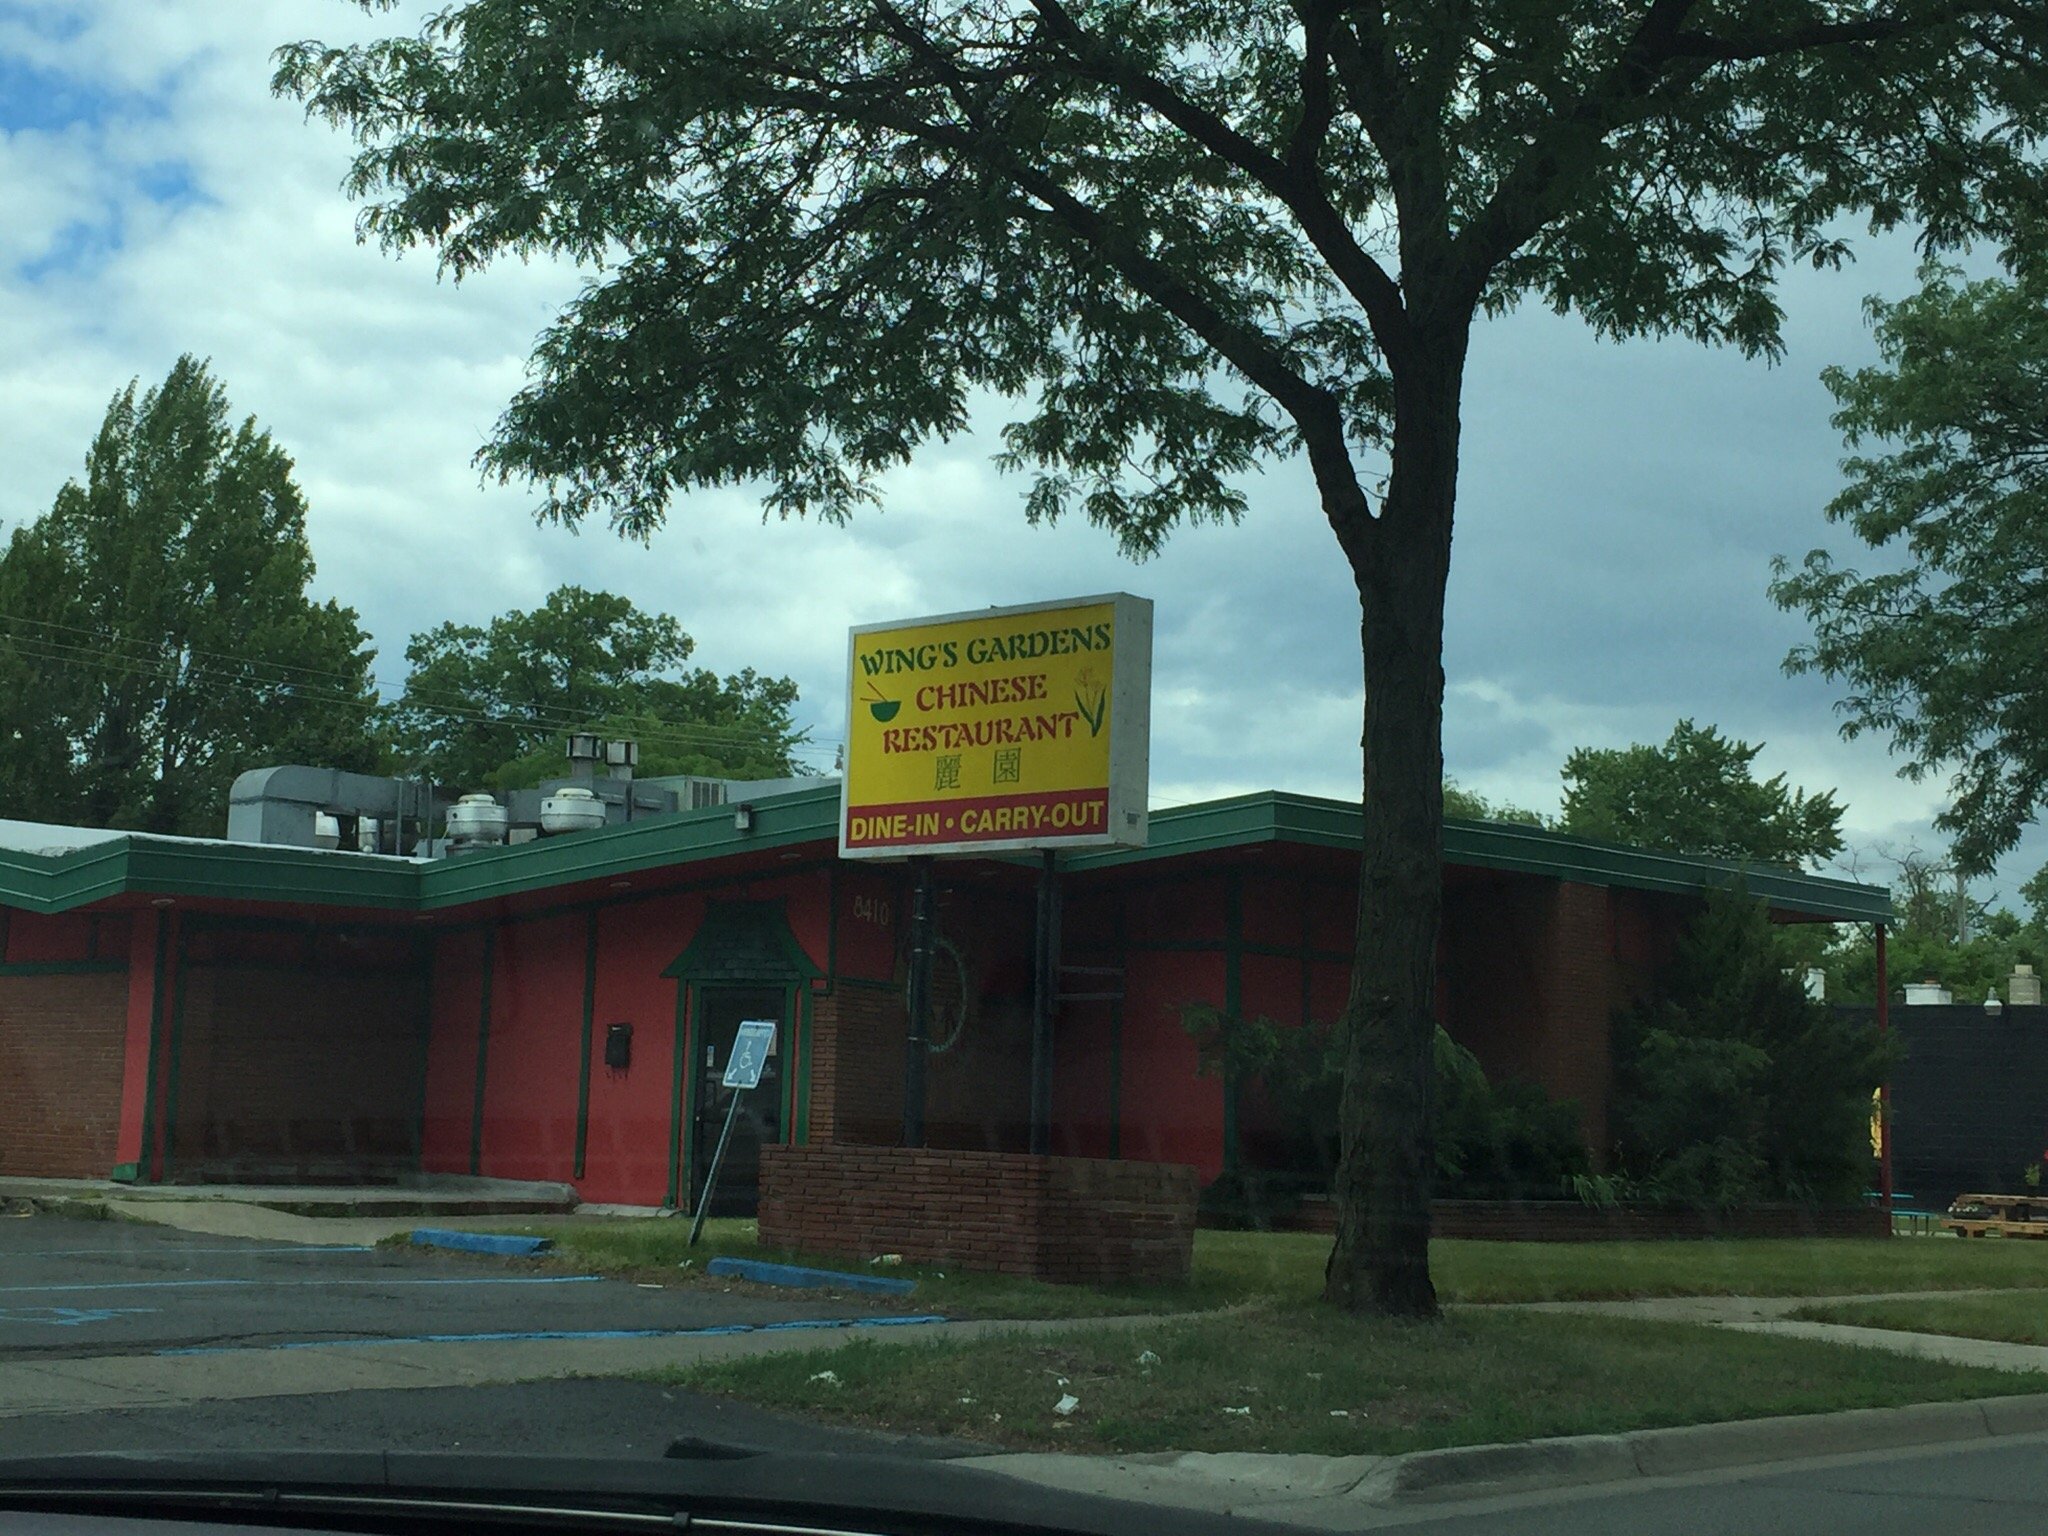 WING'S GARDENS
CHINESE
RESTAURANT
麗 園
DINE-IN • CARRY-OUT
8410